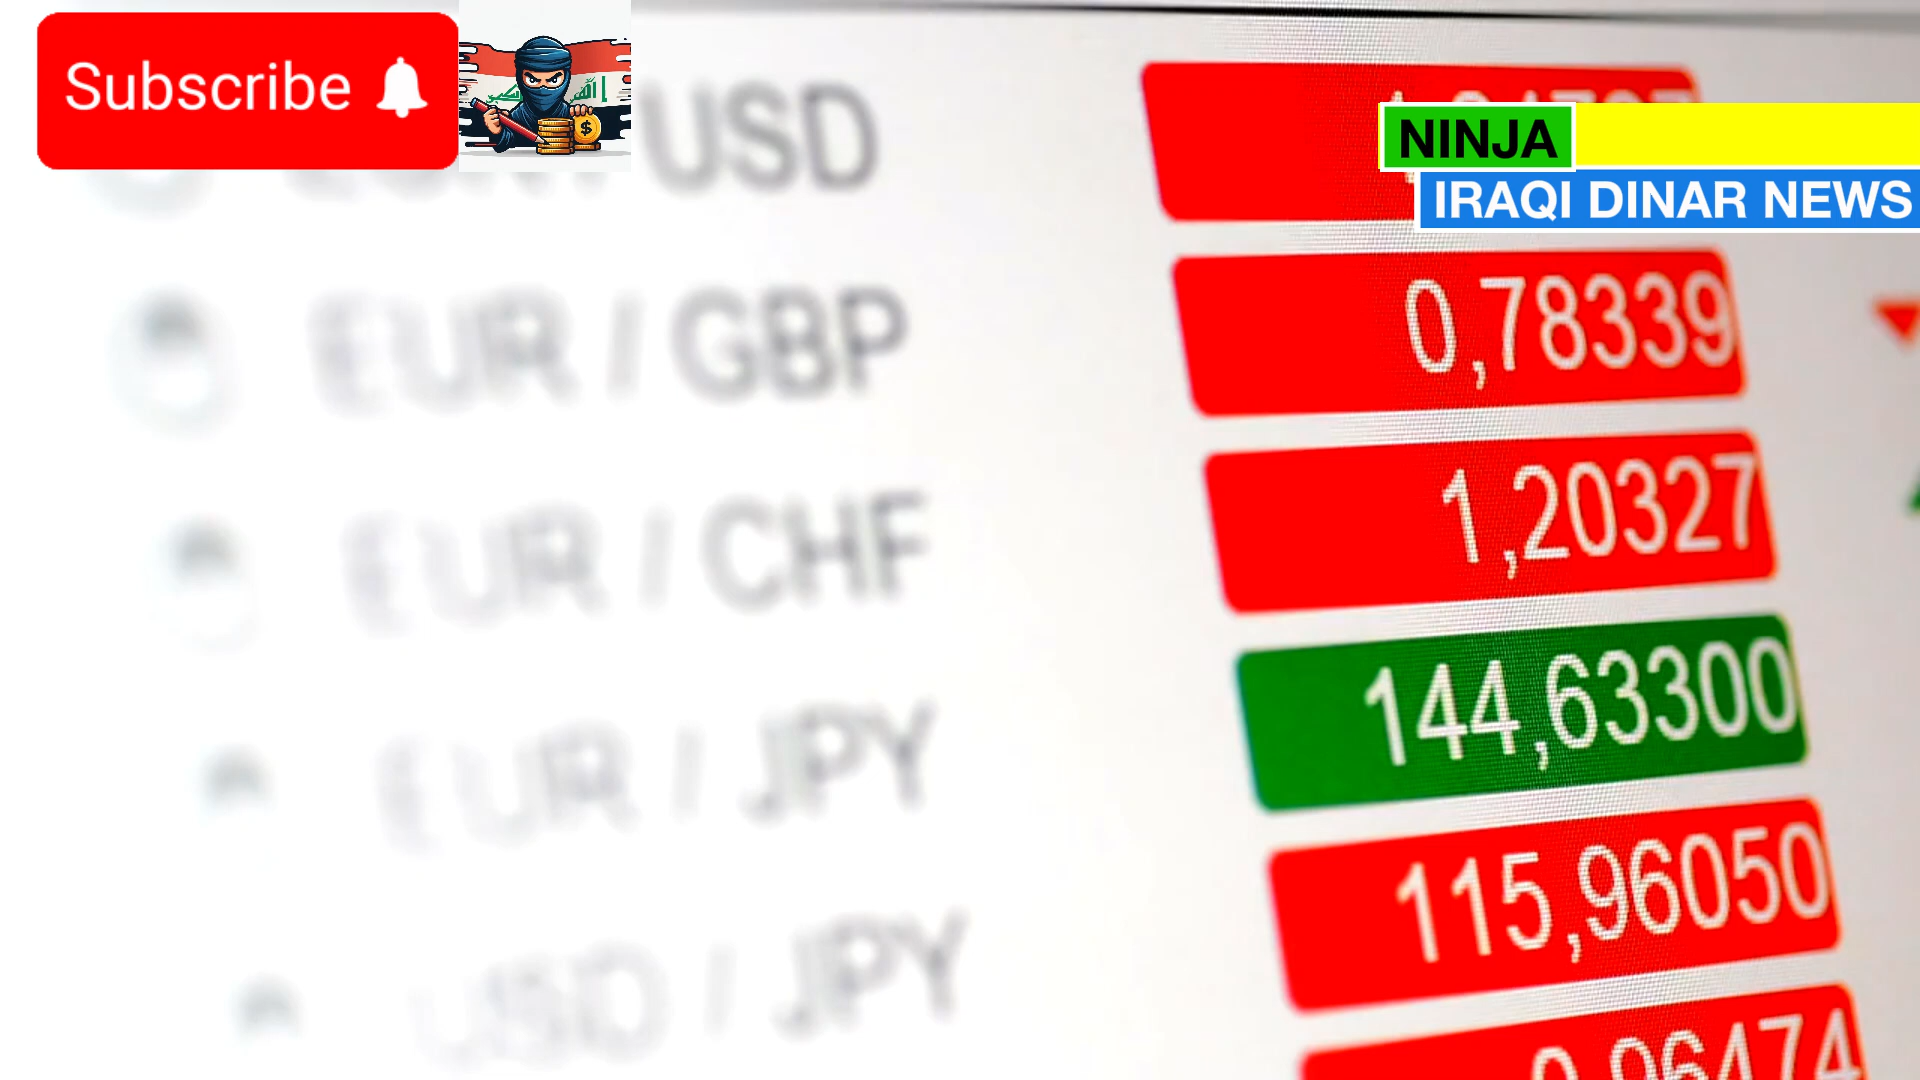 Subscribe
USD
NINJA
IRAQI DINAR NEWS
EUR / GBP 0,78339
EUR / CHF 1,20327
EUR / JPY 144,63300
USD / JPY 115,96050